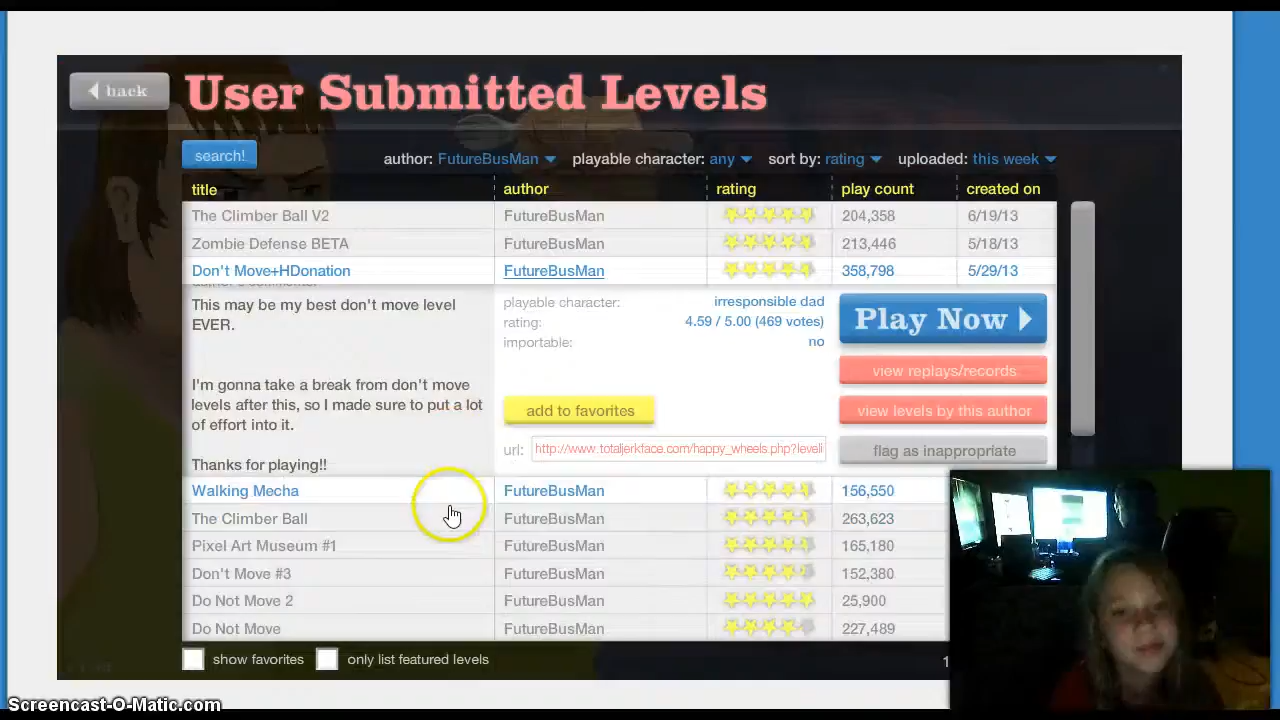 back
User Submitted Levels
search!
author: FutureBusMan playable character: any sort by: rating uploaded: this week
title author rating play count created on
The Climber Ball V2 FutureBusMan 204,358 6/19/13
Zombie Defense BETA FutureBusMan 213,446 5/18/13
Don't Move+HDonation FutureBusMan 358,798 5/29/13
This may be my best don't move level
EVER.
I'm gonna take a break from don't move
levels after this, so I made sure to put a lot
of effort into it.
Thanks for playing!!
playable character: irresponsible dad
rating: 4.59 / 5.00 (469 votes)
importable: no
add to favorites
url: http://www.totaljerkface.com/happy_wheels.php?leveli
Play Now
view replays/records
view levels by this author
flag as inappropriate
Walking Mecha FutureBusMan 156,550
The Climber Ball FutureBusMan 263,623
Pixel Art Museum #1 FutureBusMan 165,180
Don't Move #3 FutureBusMan 152,380
Do Not Move 2 FutureBusMan 25,900
Do Not Move FutureBusMan 227,489
show favorites only list featured levels
Screencast-O-Matic.com